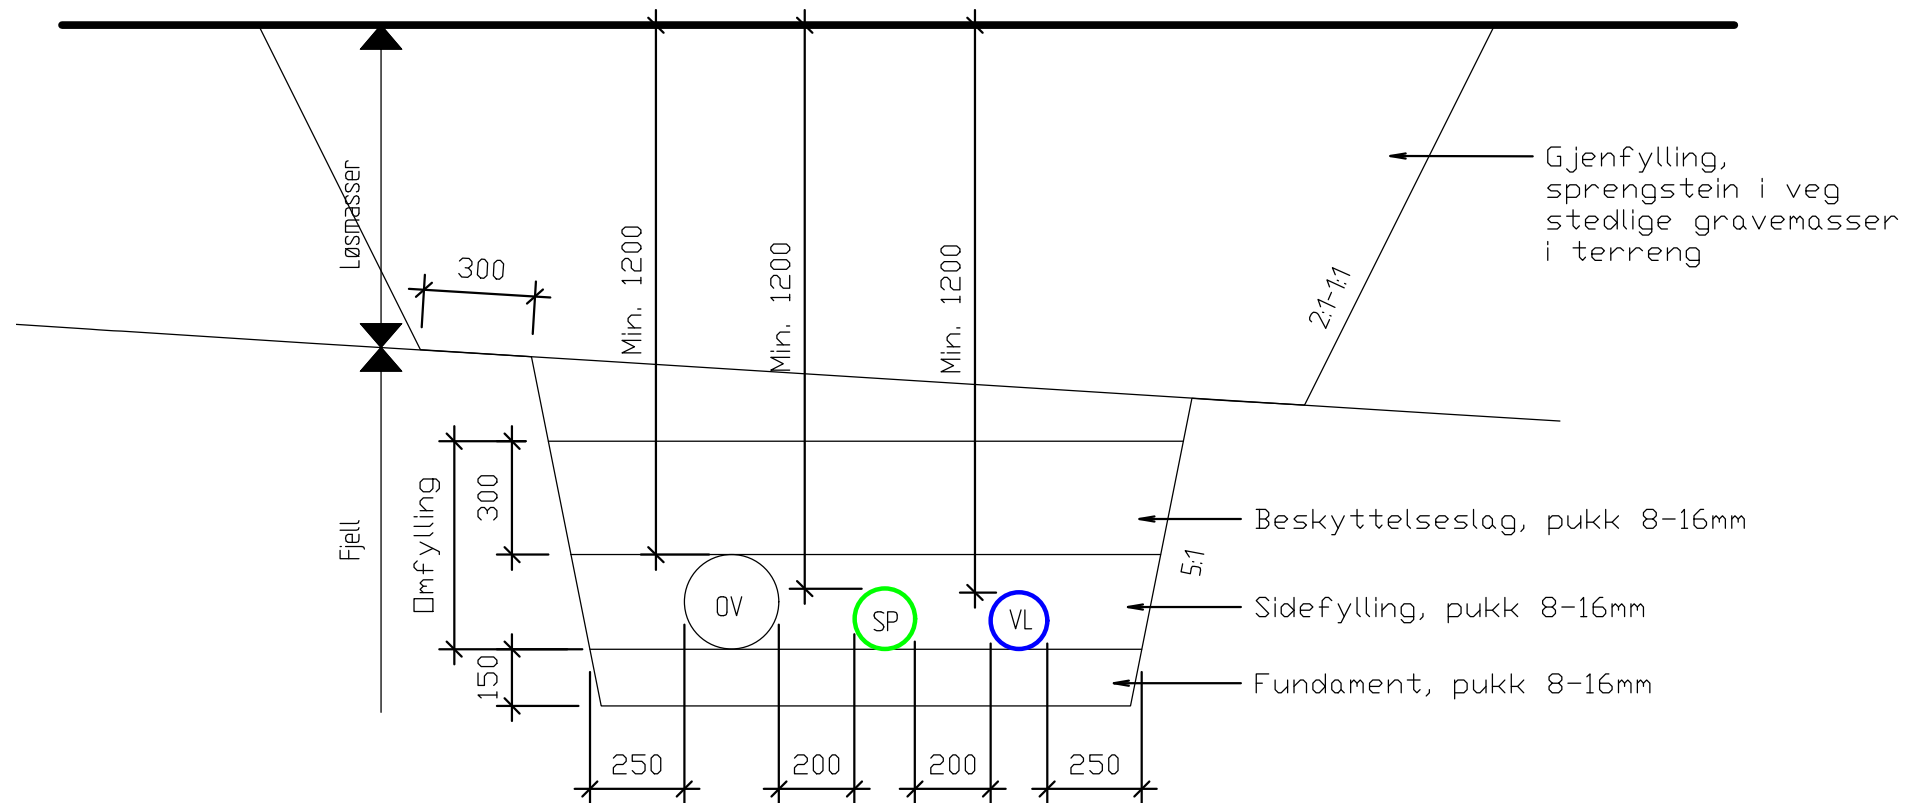 Gjenfylling,
sprengstein i veg
stedlige gravemasser
i terreng
Løsmasser
300
Min. 1200
Min. 1200
Min. 1200
2:1-1:1
Fjell
Omfylling
300
150
Beskyttelseslag, pukk 8-16mm
5:1
OV
SP
VL
Sidefylling, pukk 8-16mm
Fundament, pukk 8-16mm
250
200
200
250